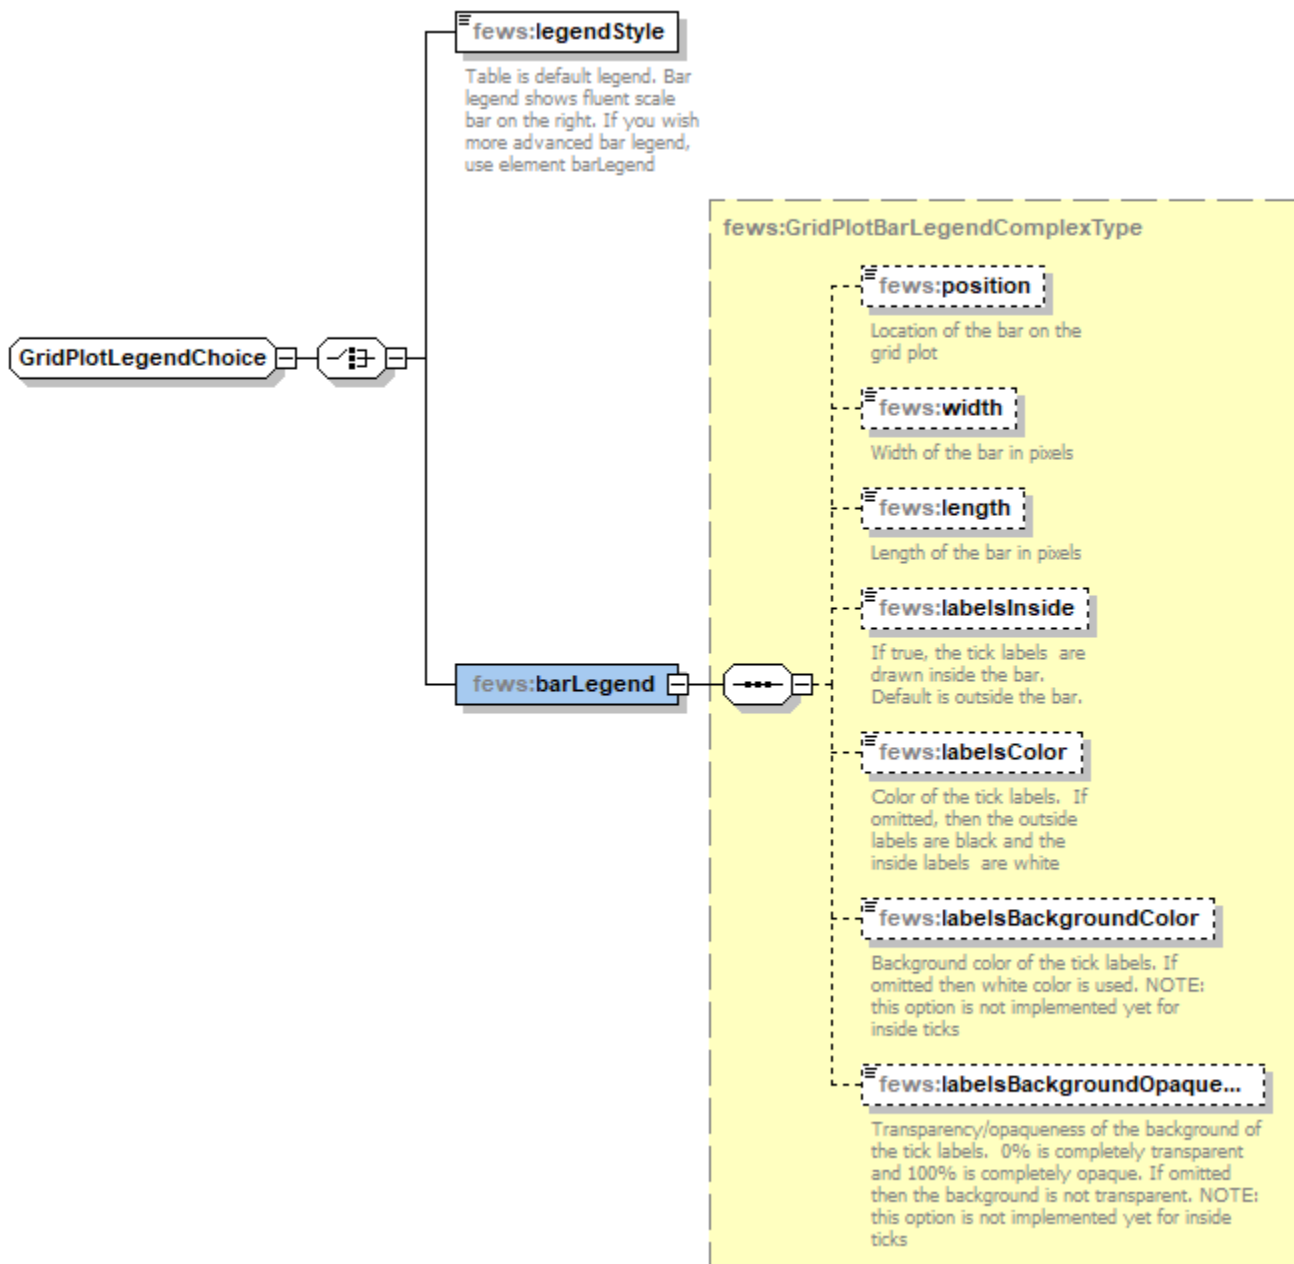 fews:legendStyle
Table is default legend. Bar
legend shows fluent scale
bar on the right. If you wish
more advanced bar legend,
use element barLegend
fews:GridPlotBarLegendComplexType
fews:position
Location of the bar on the
grid plot
GridPlotLegendChoice
fews:width
Width of the bar in pixels
fews:length
Length of the bar in pixels
fews:labelsInside
If true, the tick labels are
drawn inside the bar.
Default is outside the bar.
fews:barLegend
fews:labelsColor
Color of the tick labels. If
omitted, then the outside
labels are black and the
inside labels are white
fews:labelsBackgroundColor
Background color of the tick labels. If
omitted then white color is used. NOTE:
this option is not implemented yet for
inside ticks
fews:labelsBackgroundOpaque...
Transparency/opaqueness of the background of
the tick labels. 0% is completely transparent
and 100% is completely opaque. If omitted
then the background is not transparent. NOTE:
this option is not implemented yet for inside
ticks